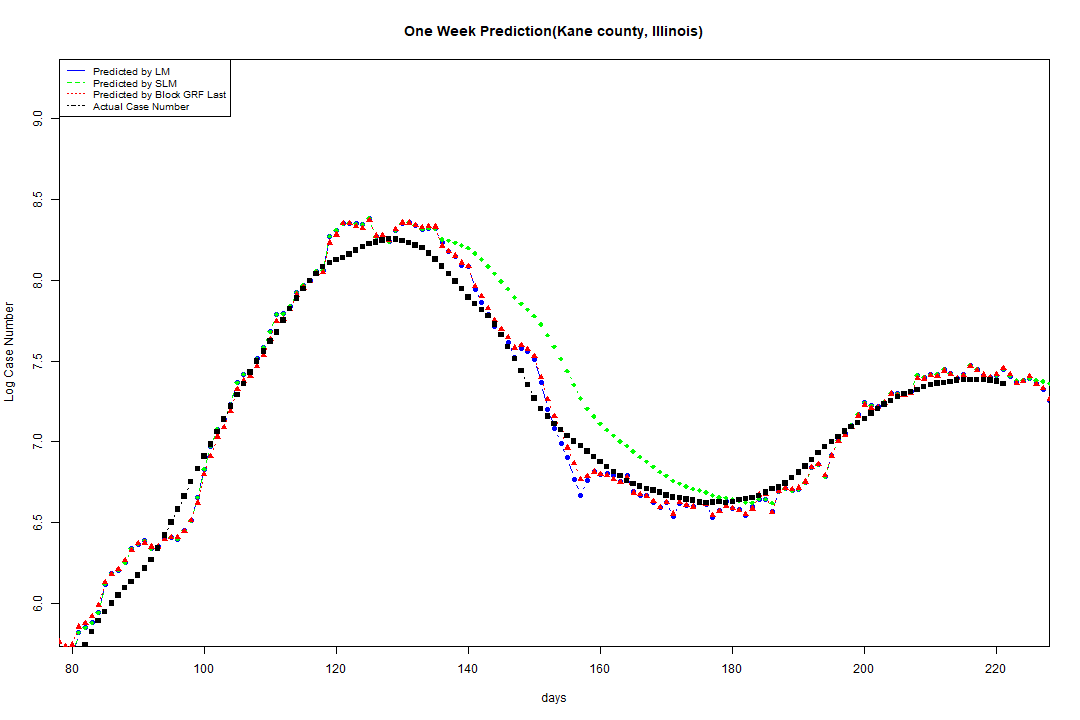 One Week Prediction(Kane county, Illinois)
Predicted by LM
Predicted by SLM
Predicted by Block GRF Last
Actual Case Number
9.0
8.5
8.0
7.5
7.0
6.5
6.0
Log Case Number
80 100 120 140 160 180 200 220
days